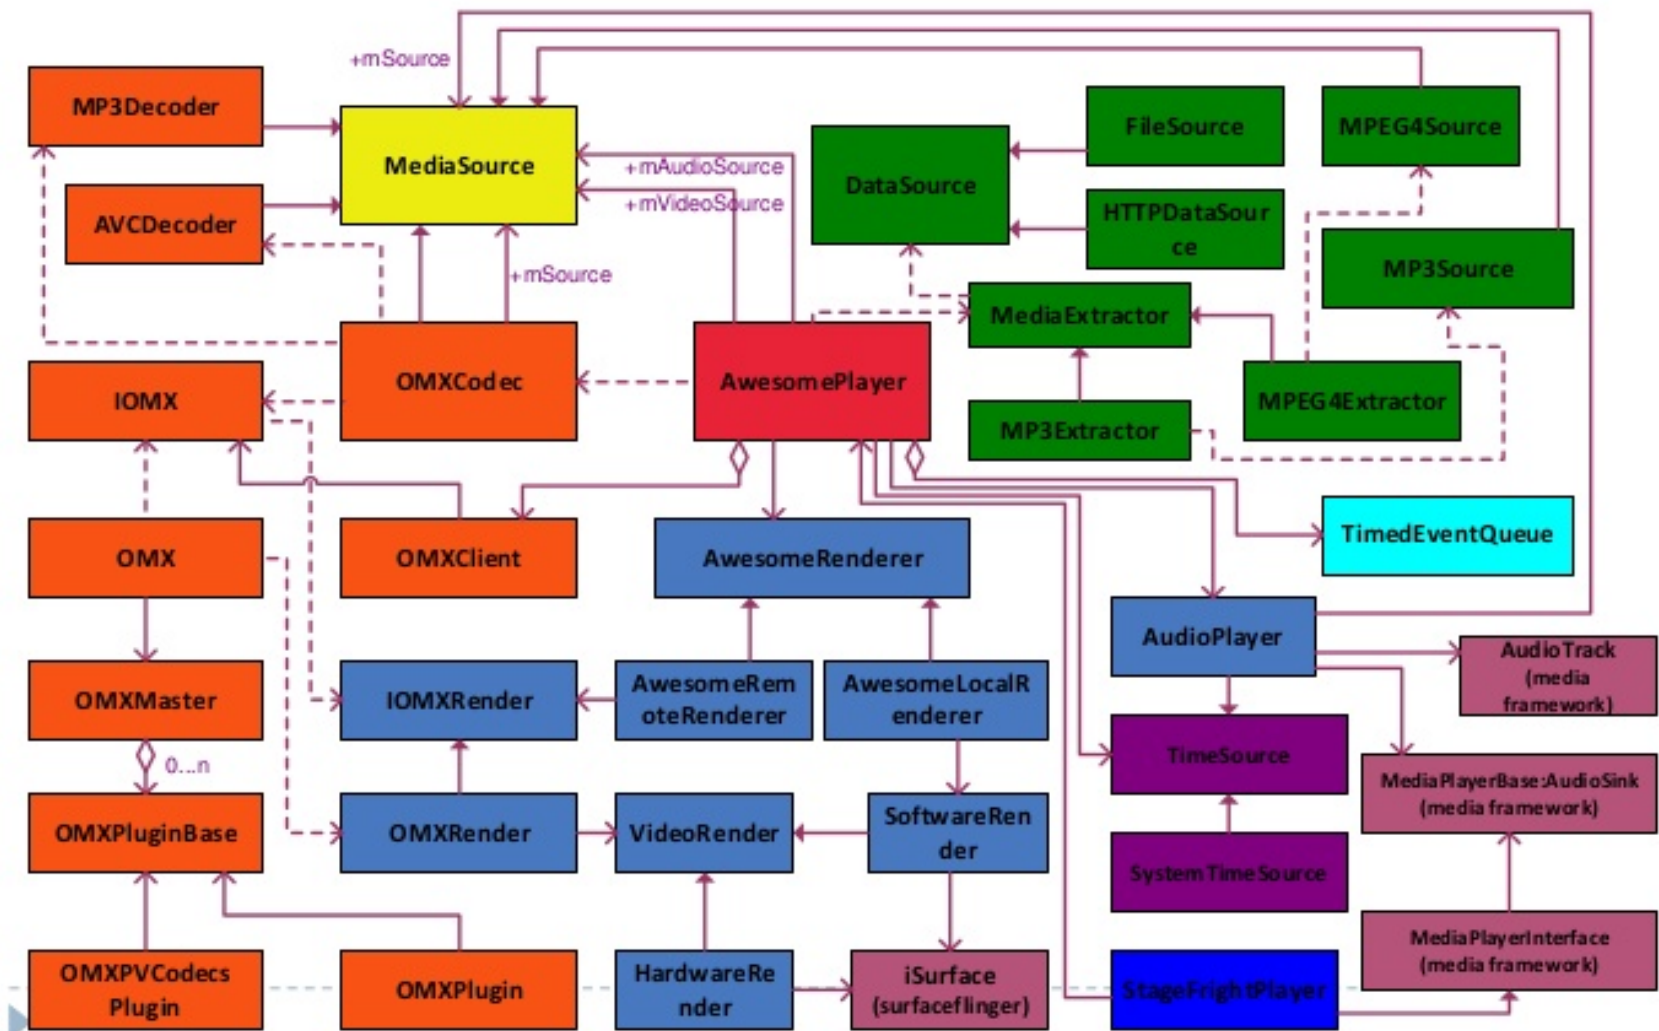 +mSource
MP3Decoder
MediaSource
FileSource
MPEG4Source
+mAudioSource
DataSource
+mVideoSource
AVCDecoder
HTTPDataSour
ce
+mSource
MP3Source
MediaExtractor
OMXCodec
AwesomePlayer
IOMX
MP3Extractor
MPEG4Extractor
TimedEventQueue
OMX
OMXClient
AwesomeRenderer
AudioPlayer
AudioTrack
(media
framework)
OMXMaster
IOMXRender
AwesomeRem
oteRenderer
AwesomeLocalR
enderer
TimeSource
0...n
MediaPlayerBase:AudioSink
(media framework)
OMXPluginBase
OMXRender
VideoRender
SoftwareRen
der
SystemTimeSource
MediaPlayerInterface
(media framework)
OMXPVCodecs
Plugin
OMXPlugin
HardwareRe
nder
iSurface
(surfaceflinger)
StageFrightPlayer